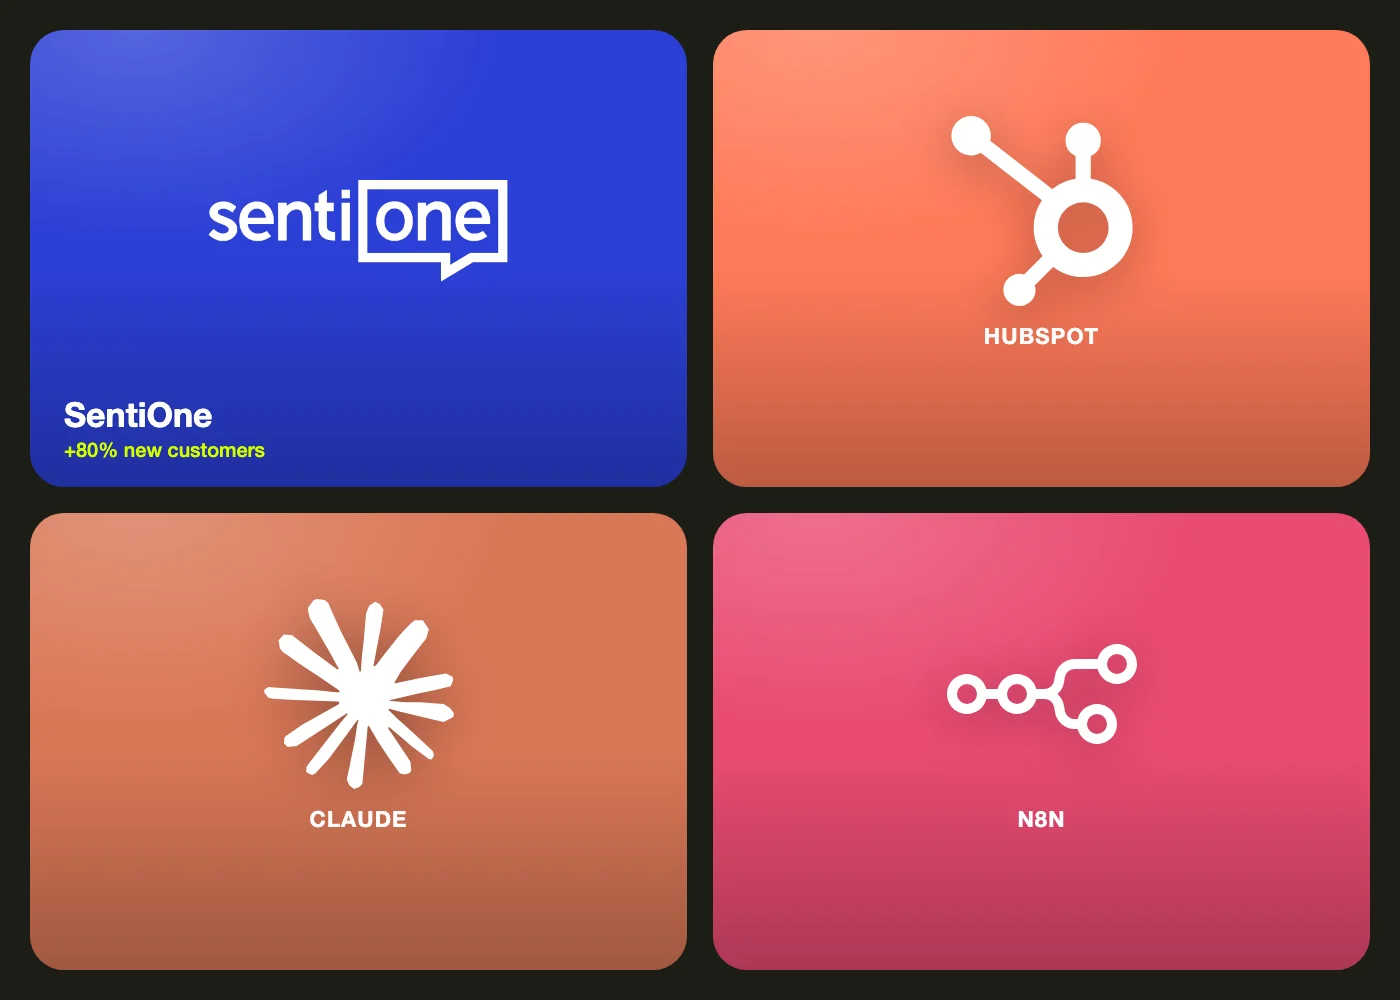 sentione
SentiOne
+80% new customers
HUBSPOT
CLAUDE
N8N